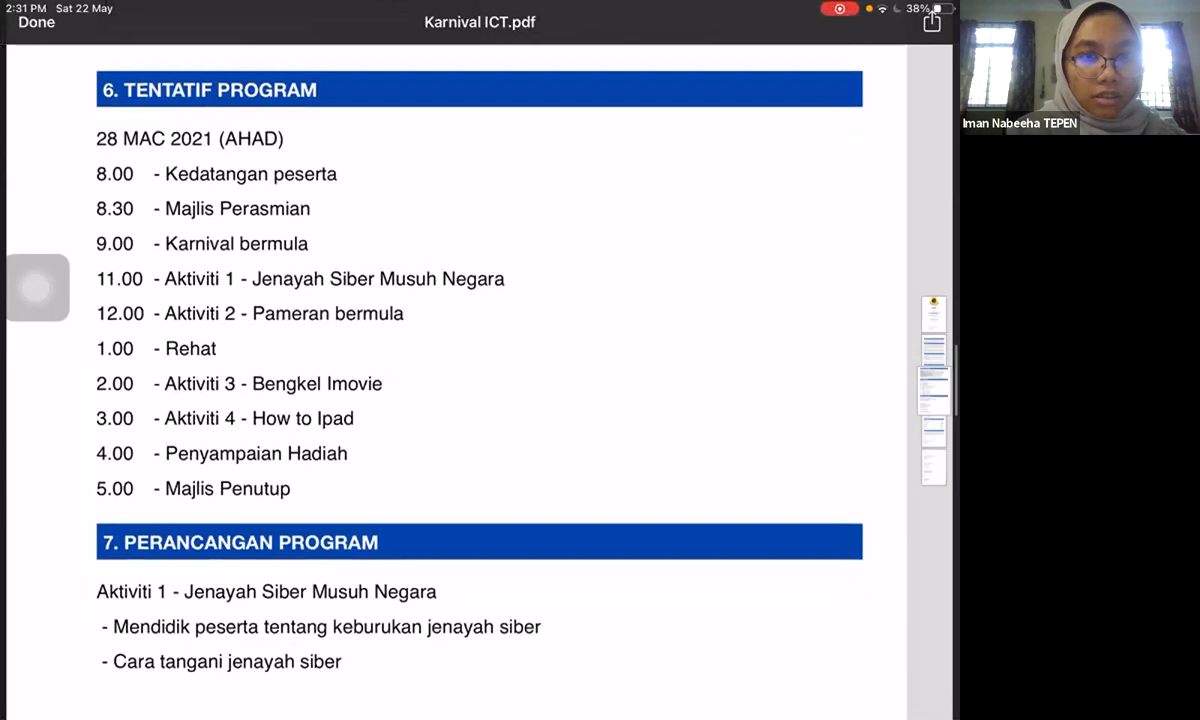 2:31 PM Sat 22 May
38%
Done
Karnival ICT.pdf
6. TENTATIF PROGRAM
28 MAC 2021 (AHAD)
8.00 - Kedatangan peserta
8.30 - Majlis Perasmian
9.00 - Karnival bermula
11.00 - Aktiviti 1 - Jenayah Siber Musuh Negara
12.00 - Aktiviti 2 - Pameran bermula
1.00 - Rehat
2.00 - Aktiviti 3 - Bengkel Imovie
3.00 - Aktiviti 4 - How to Ipad
4.00 - Penyampaian Hadiah
5.00 - Majlis Penutup
7. PERANCANGAN PROGRAM
Aktiviti 1 - Jenayah Siber Musuh Negara
- Mendidik peserta tentang keburukan jenayah siber
- Cara tangani jenayah siber
Iman Nabeeha TEPEN